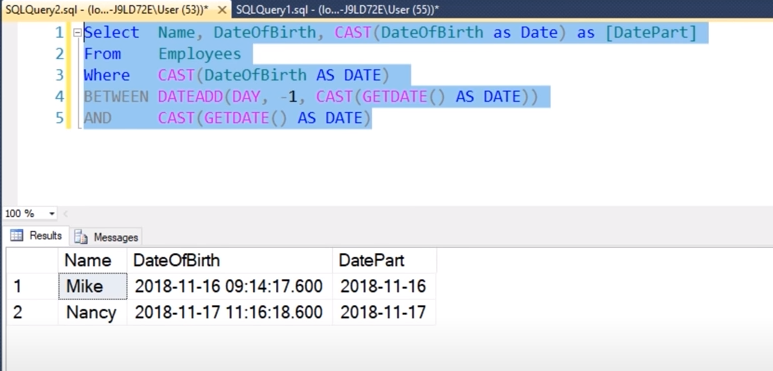 SQLQuery2.sql - (lo...-J9LD72E\User (53))* × SQLQuery1.sql - (lo...-J9LD72E\User (55))*
1 Select Name, DateOfBirth, CAST(DateOfBirth as Date) as [DatePart]
2 From Employees
3 Where CAST(DateOfBirth AS DATE)
4 BETWEEN DATEADD(DAY, -1, CAST(GETDATE() AS DATE))
5 AND CAST(GETDATE() AS DATE)
100 %
Results Messages
Name DateOfBirth DatePart
1 Mike 2018-11-16 09:14:17.600 2018-11-16
2 Nancy 2018-11-17 11:16:18.600 2018-11-17